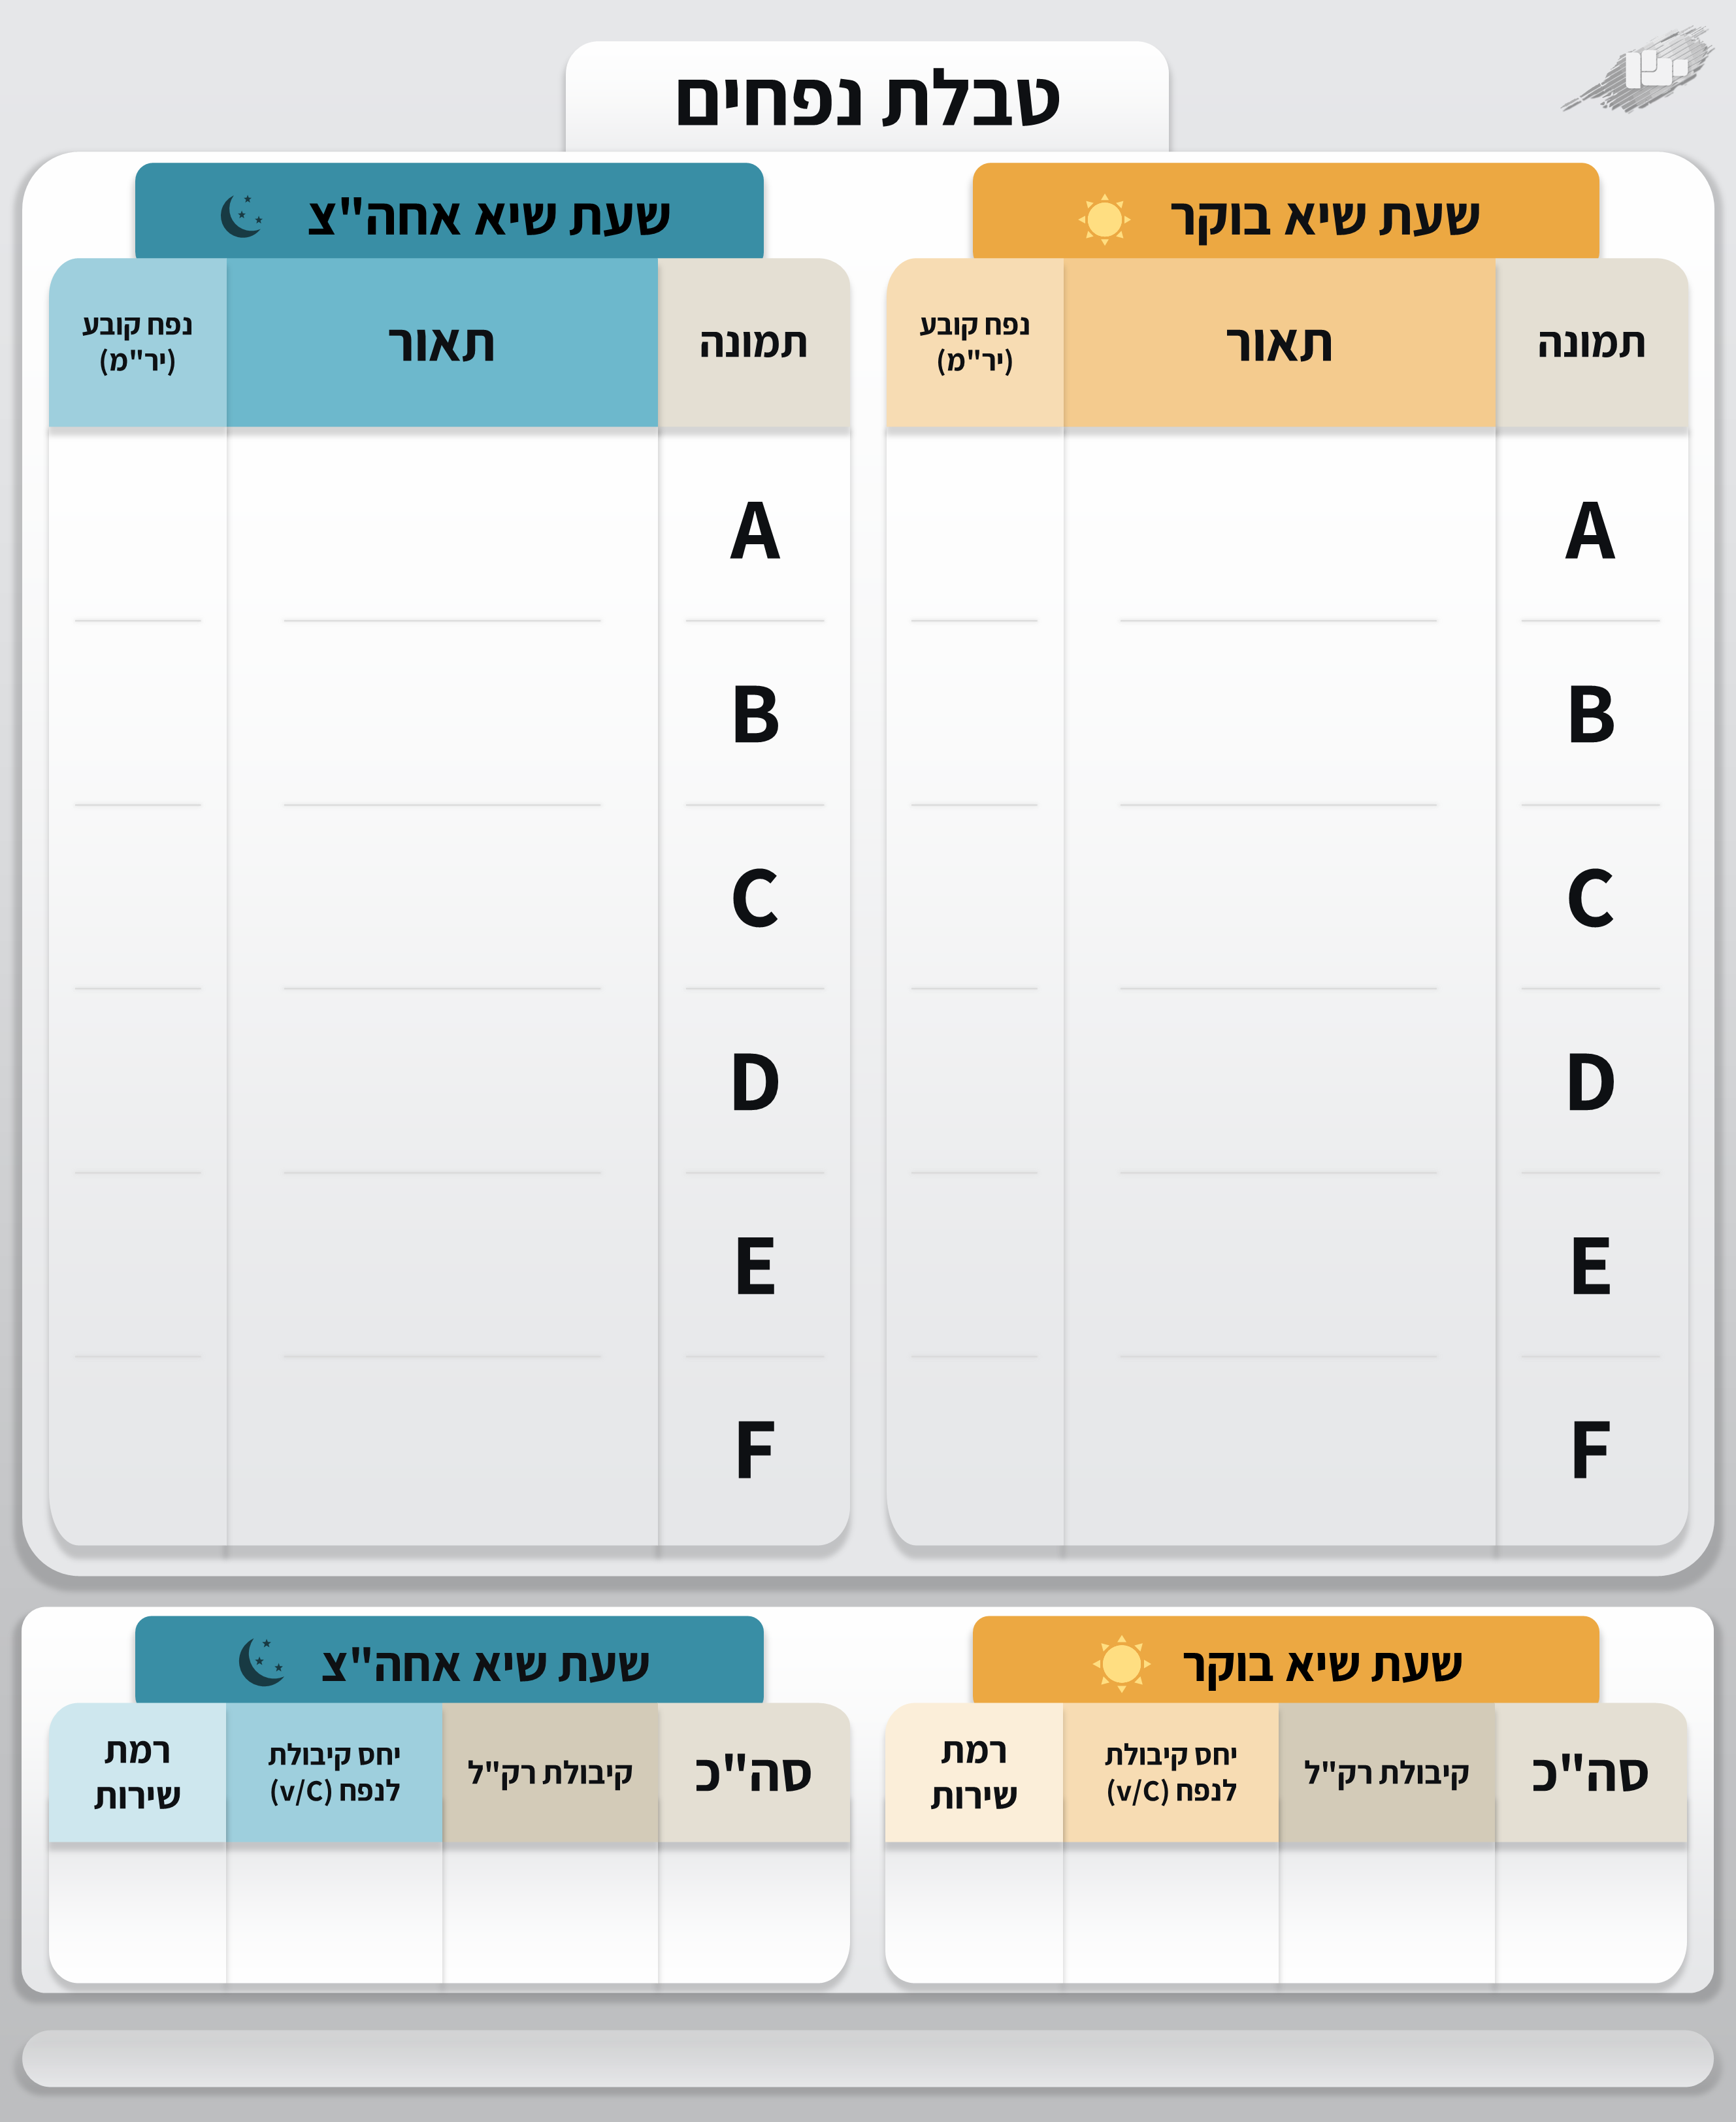 טבלת נפחים
שעת שיא בוקר
תמונה
תאור
נפח קובע
(יר"מ)
A
B
C
D
E
F
שעת שיא אחה"צ
תמונה
תאור
נפח קובע
(יר"מ)
A
B
C
D
E
F
שעת שיא בוקר
סה"כ
קיבולת רק"ל
יחס קיבולת
לנפח (v/C)
רמת
שירות
שעת שיא אחה"צ
סה"כ
קיבולת רק"ל
יחס קיבולת
לנפח (v/C)
רמת
שירות